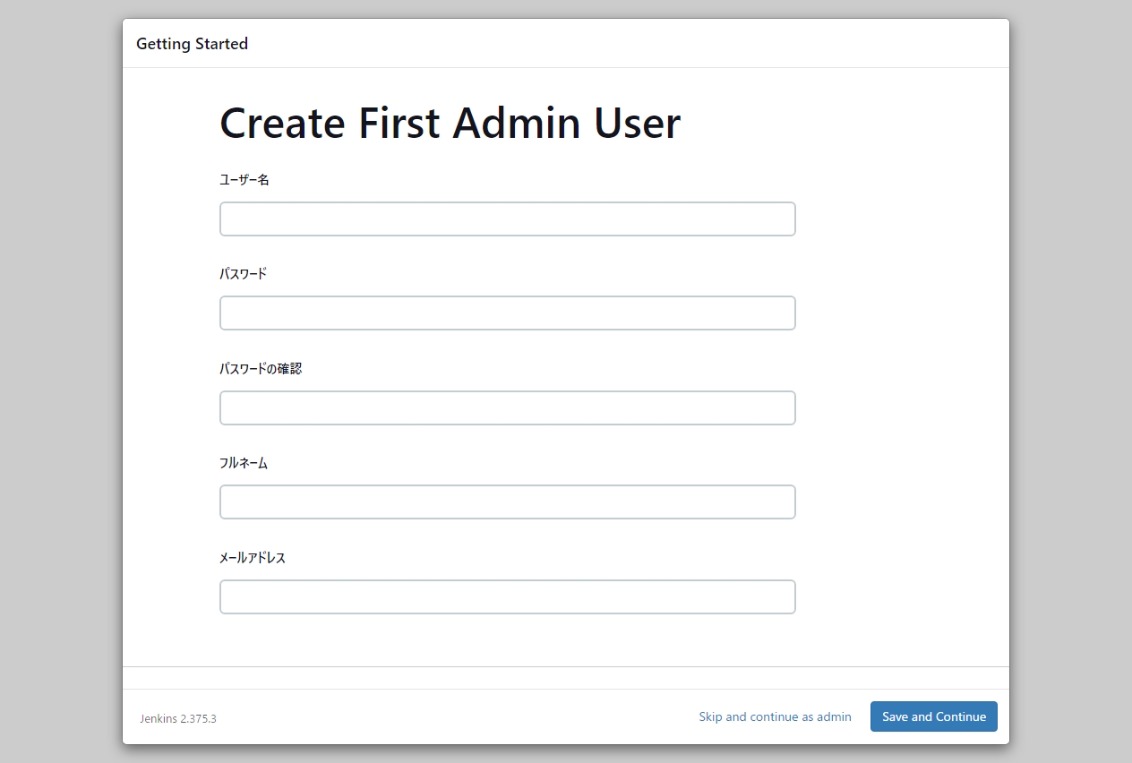 Getting Started
Create First Admin User
ユーザー名
パスワード
パスワードの確認
フルネーム
メールアドレス
Jenkins 2.375.3
Skip and continue as admin
Save and Continue